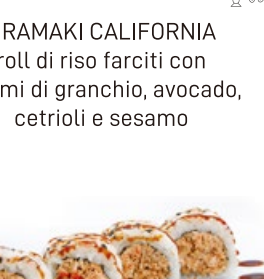 RAMAKI CALIFORNIA
roll di riso farciti con
mi di granchio, avocado,
cetrioli e sesamo